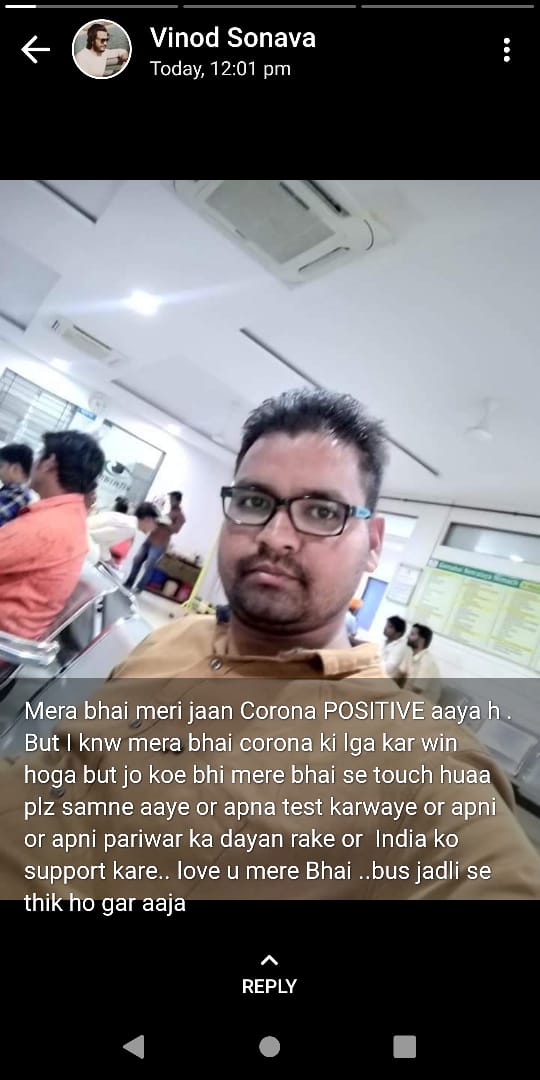 Vinod Sonava
Today, 12:01 pm
Gomabai Netralaya Neemuch
Mera bhai meri jaan Corona POSITIVE aaya h .
But I knw mera bhai corona ki lga kar win
hoga but jo koe bhi mere bhai se touch huaa
plz samne aaye or apna test karwaye or apni
or apni pariwar ka dayan rake or  India ko
support kare.. love u mere Bhai ..bus jadli se
thik ho gar aaja
REPLY